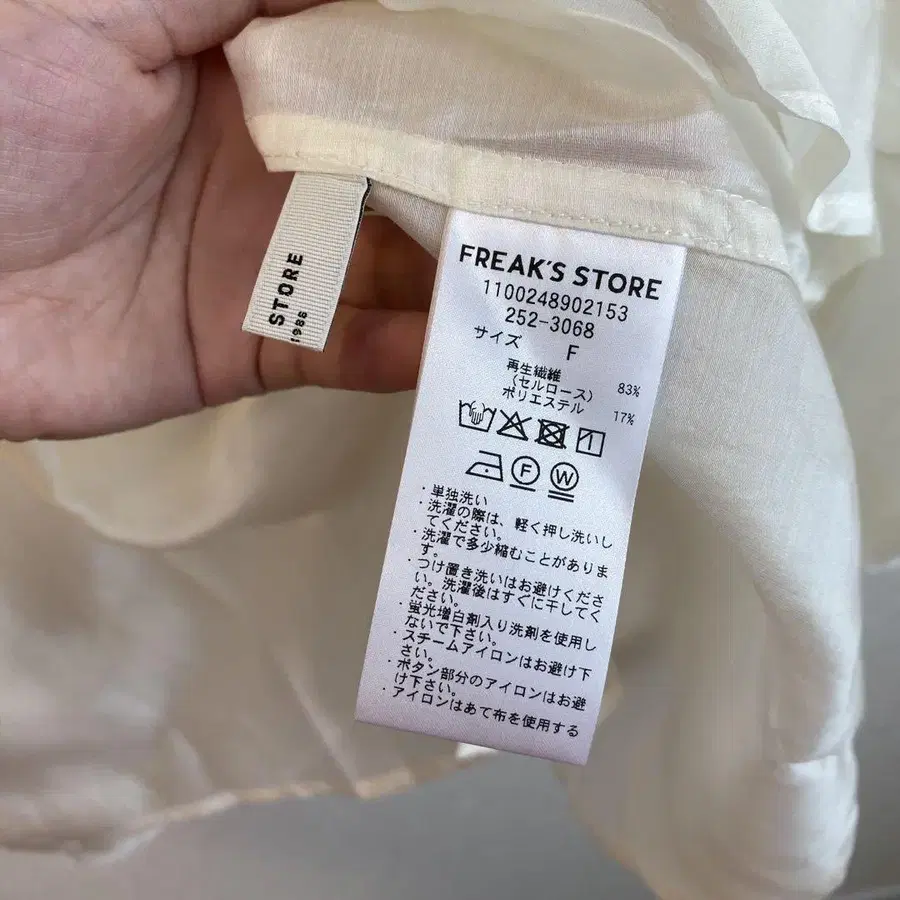 STORE
1986
FREAK'S STORE
1100248902153
252-3068
サイズ F
再生繊維
(セルロース) 83%
ポリエステル 17%
1
F W
・単独洗い
・洗濯の際は、軽く押し洗いし
てください。
・洗濯で多少縮むことがありま
す。
・つけ置き洗いはお避けくださ
い。洗濯後はすぐに干してく
ださい。
・蛍光増白剤入り洗剤を使用し
ないで下さい。
・スチームアイロンはお避け下
さい。
・ボタン部分のアイロンはお避
け下さい。
・アイロンはあて布を使用する